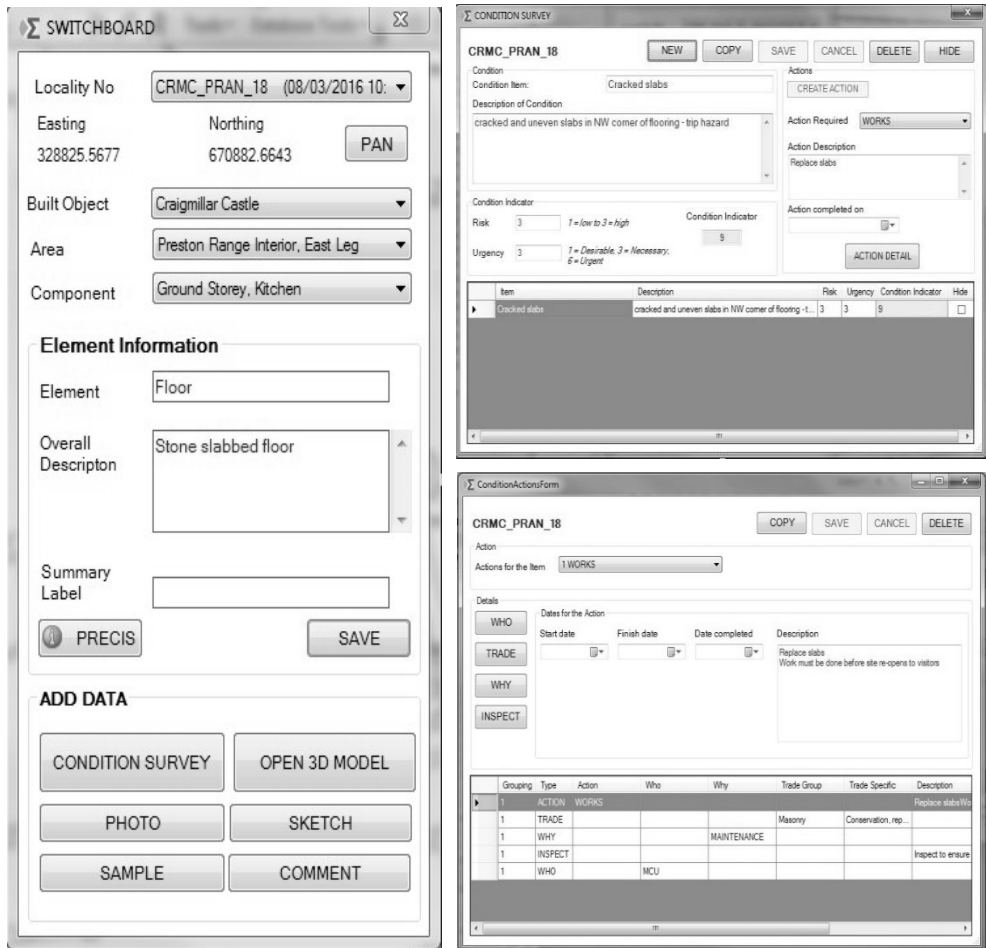 ∑ SWITCHBOARD
Locality No CRMC_PRAN_18 (08/03/2016 10:
Easting Northing
328825.5677 670882.6643 PAN
Built Object Craigmillar Castle
Area Preston Range Interior, East Leg
Component Ground Storey, Kitchen
Element Information
Element Floor
Overall Stone slabbed floor
Descripton
Summary
Label
PRECIS SAVE
ADD DATA
CONDITION SURVEY OPEN 3D MODEL
PHOTO SKETCH
SAMPLE COMMENT
∑ CONDITION SURVEY
CRMC_PRAN_18 NEW COPY SAVE CANCEL DELETE HIDE
Condition
Condition Item: Cracked slabs
Description of Condition
cracked and uneven slabs in NW corner of flooring - trip hazard
Condition Indicator
Risk 3 1 = low to 3 = high
Urgency 3 1 = Desirable, 3 = Necessary,
6 = Urgent
Condition Indicator
9
Actions
CREATE ACTION
Action Required WORKS
Action Description
Replace slabs
Action completed on
ACTION DETAIL
Item Description Risk Urgency Condition Indicator Hide
Cracked slabs cracked and uneven slabs in NW corner of flooring - t... 3 3 9
∑ ConditionActionsForm
CRMC_PRAN_18 COPY SAVE CANCEL DELETE
Action
Actions for the Item 1 WORKS
Details
WHO
TRADE
WHY
INSPECT
Dates for the Action
Start date Finish date Date completed Description
Replace slabs
Work must be done before site re-opens to visitors
Grouping Type Action Who Why Trade Group Trade Specific Description
1 ACTION WORKS Replace slabs Wo
1 TRADE Masonry Conservation, rep...
1 WHY MAINTENANCE
1 INSPECT Inspect to ensure
1 WHO MCU